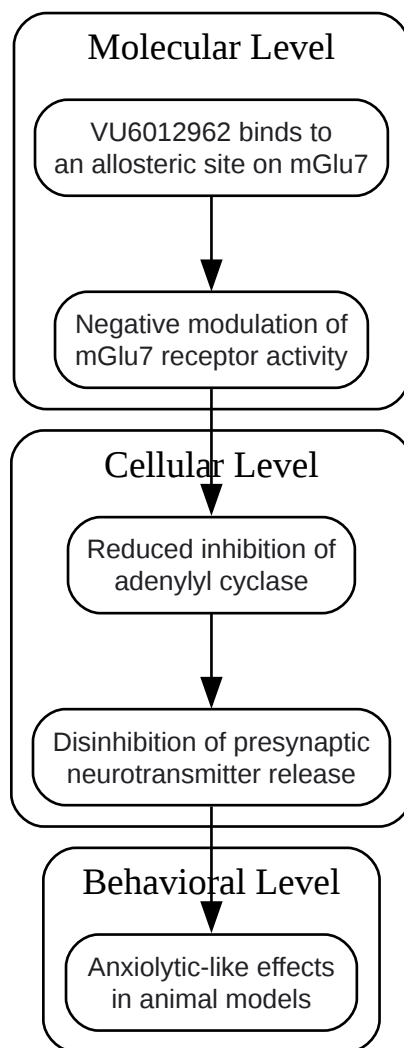 Molecular Level
VU6012962 binds to
an allosteric site on mGlu7
Negative modulation of
mGlu7 receptor activity
Cellular Level
Reduced inhibition of
adenylyl cyclase
Disinhibition of presynaptic
neurotransmitter release
Behavioral Level
Anxiolytic-like effects
in animal models